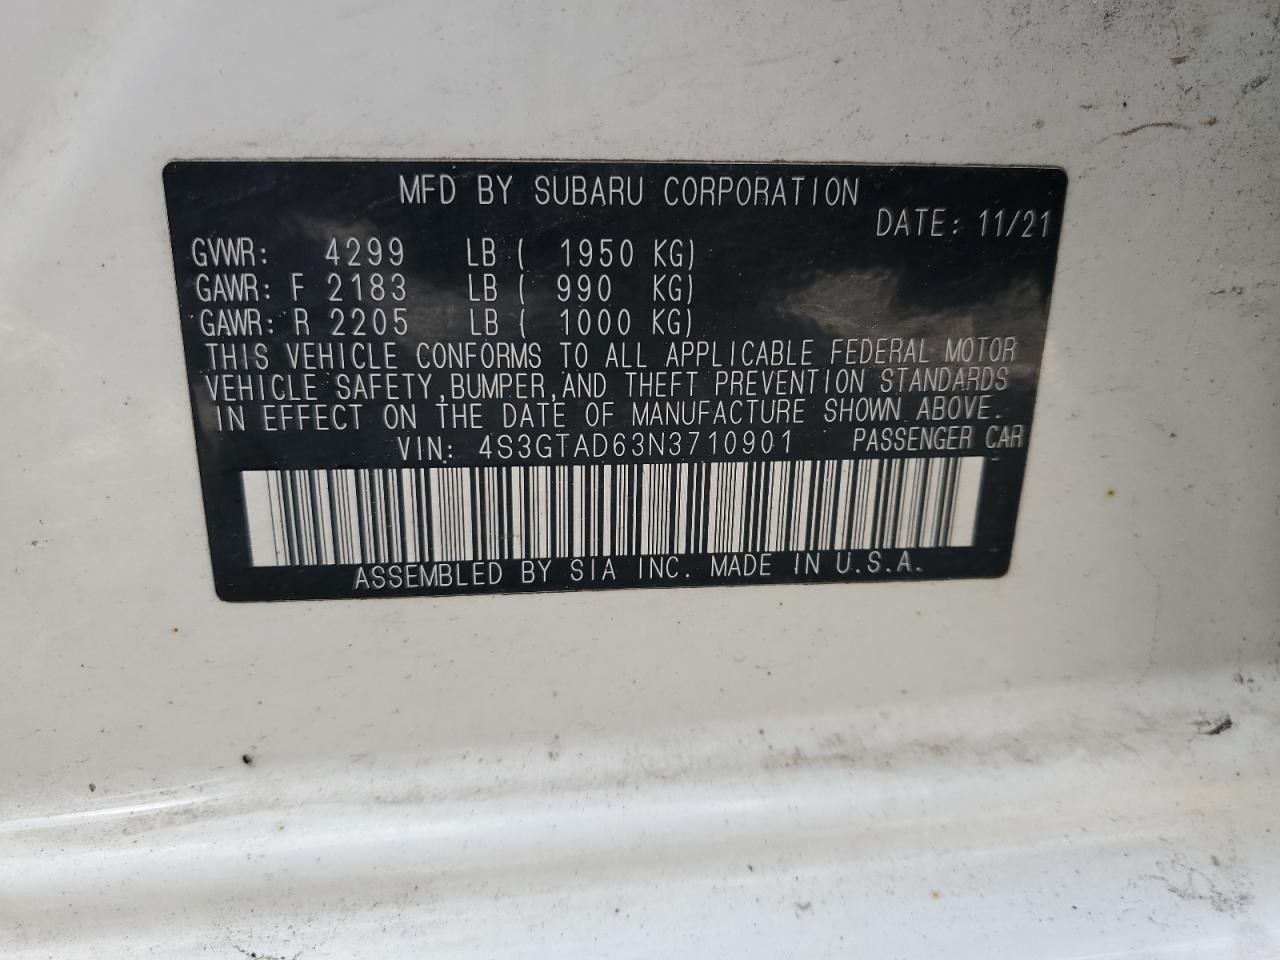 MFD BY SUBARU CORPORATION
DATE: 11/21
GVWR: 4299 LB ( 1950 KG)
GAWR: F 2183 LB ( 990 KG)
GAWR: R 2205 LB ( 1000 KG)
THIS VEHICLE CONFORMS TO ALL APPLICABLE FEDERAL MOTOR
VEHICLE SAFETY,BUMPER,AND THEFT PREVENTION STANDARDS
IN EFFECT ON THE DATE OF MANUFACTURE SHOWN ABOVE.
VIN: 4S3GTAD63N3710901 PASSENGER CAR
ASSEMBLED BY SIA INC. MADE IN U.S.A.